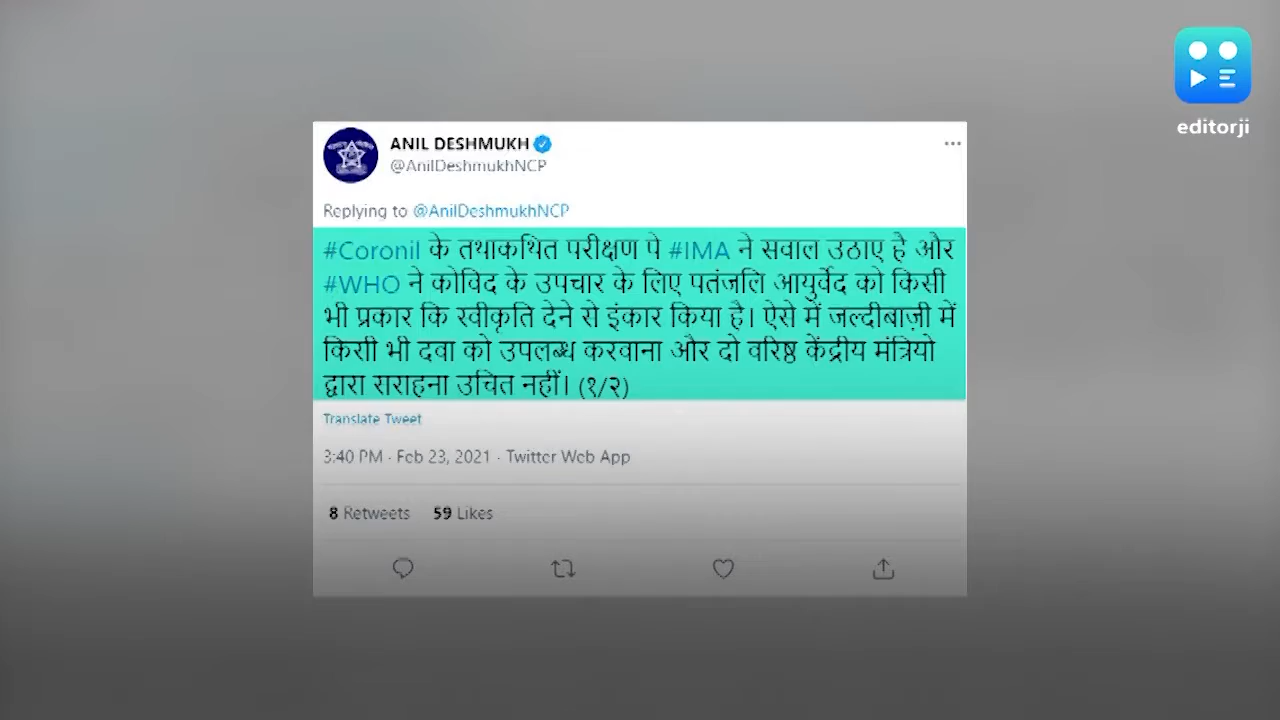 editorji
ANIL DESHMUKH
@AnilDeshmukhNCP
Replying to @AnilDeshmukhNCP
#Coronil के तथाकथित परीक्षण पे #IMA ने सवाल उठाए है और
#WHO ने कोविद के उपचार के लिए पतंजलि आयुर्वेद को किसी
भी प्रकार कि स्वीकृति देने से इंकार किया है। ऐसे में जल्दीबाज़ी में
किसी भी दवा को उपलब्ध करवाना और दो वरिष्ठ केंद्रीय मंत्रियो
द्वारा सराहना उचित नहीं। (१/२)
Translate Tweet
3:40 PM · Feb 23, 2021 · Twitter Web App
8 Retweets 59 Likes